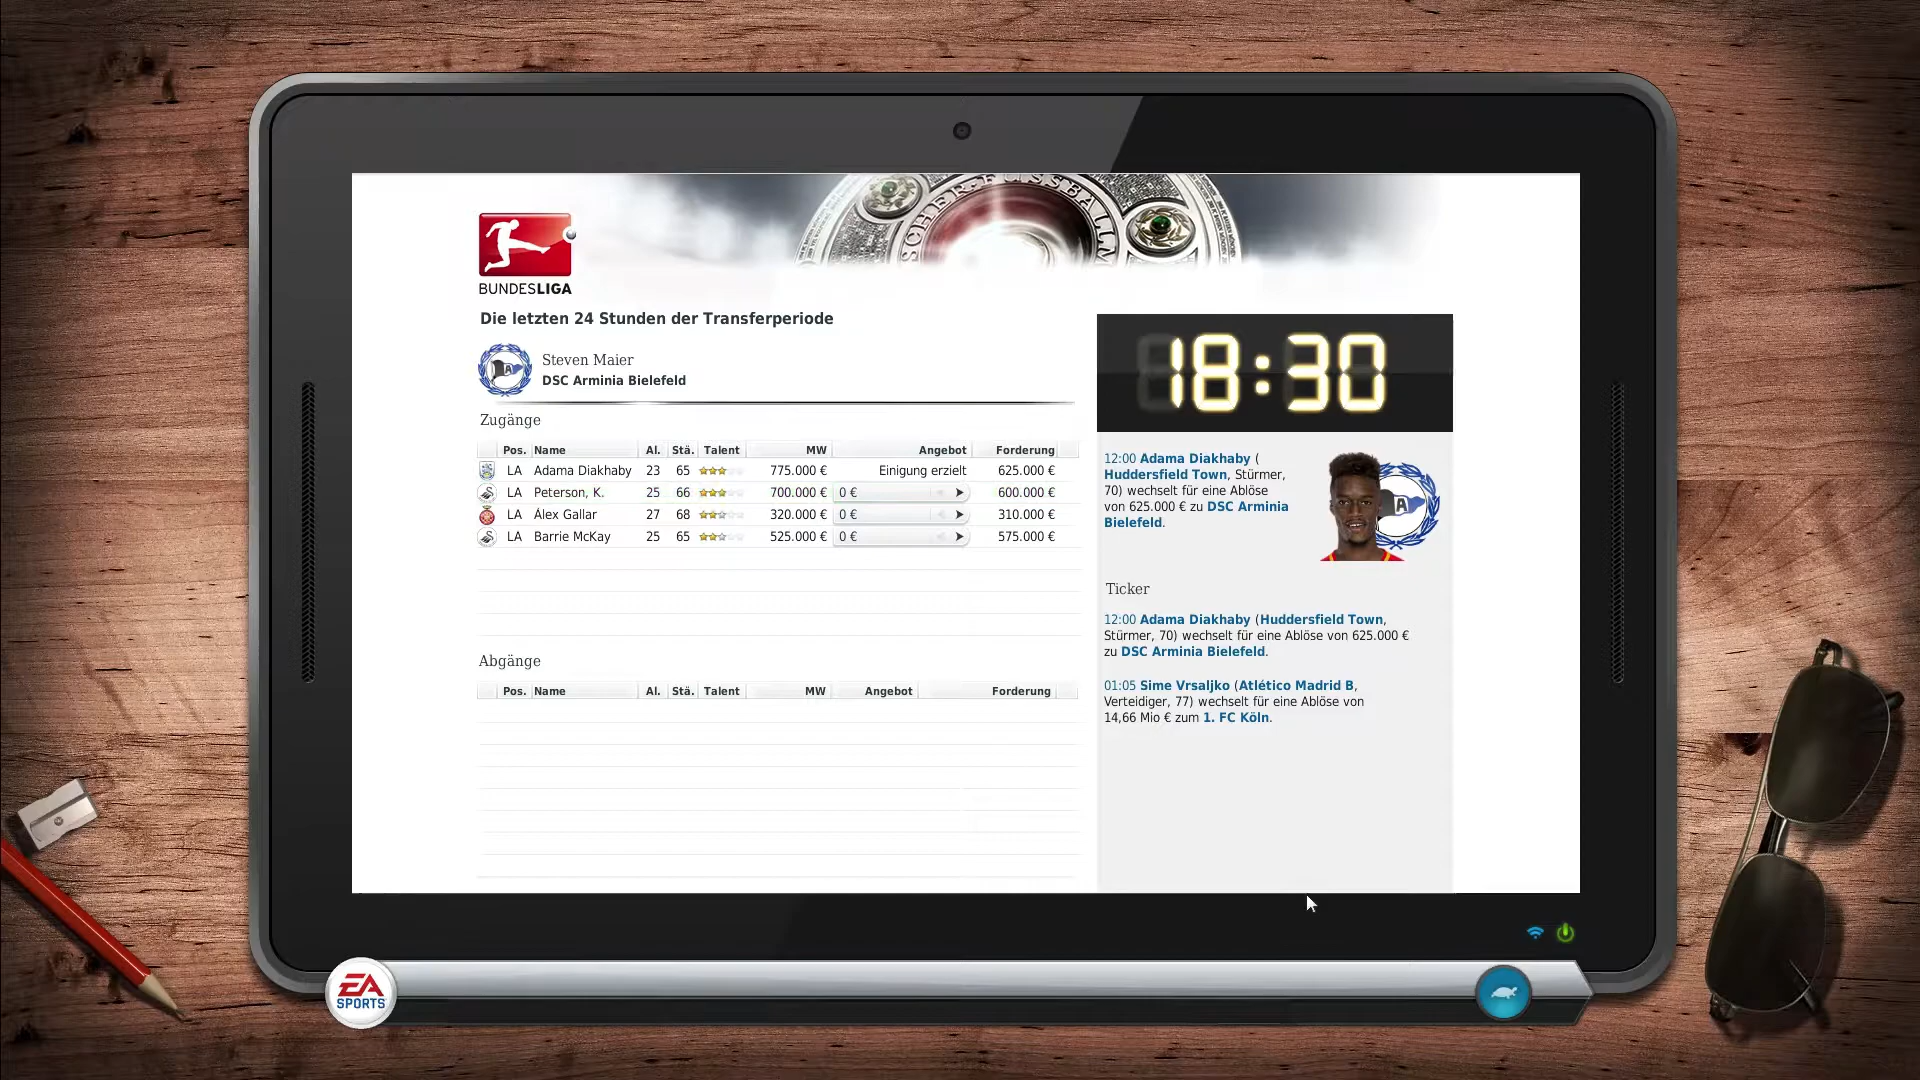 SCHER FUSSBALLM
BUNDESLIGA
Die letzten 24 Stunden der Transferperiode
Steven Maier
DSC Arminia Bielefeld
A
Zugänge
Pos. Name Al. Stä. Talent MW Angebot Forderung
LA Adama Diakhaby 23 65 775.000 € Einigung erzielt 625.000 €
LA Peterson, K. 25 66 700.000 € 0 € 600.000 €
LA Álex Gallar 27 68 320.000 € 0 € 310.000 €
LA Barrie McKay 25 65 525.000 € 0 € 575.000 €
Abgänge
Pos. Name Al. Stä. Talent MW Angebot Forderung
18:30
12:00 Adama Diakhaby (
Huddersfield Town, Stürmer,
70) wechselt für eine Ablöse
von 625.000 € zu DSC Arminia
Bielefeld.
A
Ticker
12:00 Adama Diakhaby (Huddersfield Town,
Stürmer, 70) wechselt für eine Ablöse von 625.000 €
zu DSC Arminia Bielefeld.
01:05 Sime Vrsaljko (Atlético Madrid B,
Verteidiger, 77) wechselt für eine Ablöse von
14,66 Mio € zum 1. FC Köln.
EA
SPORTS